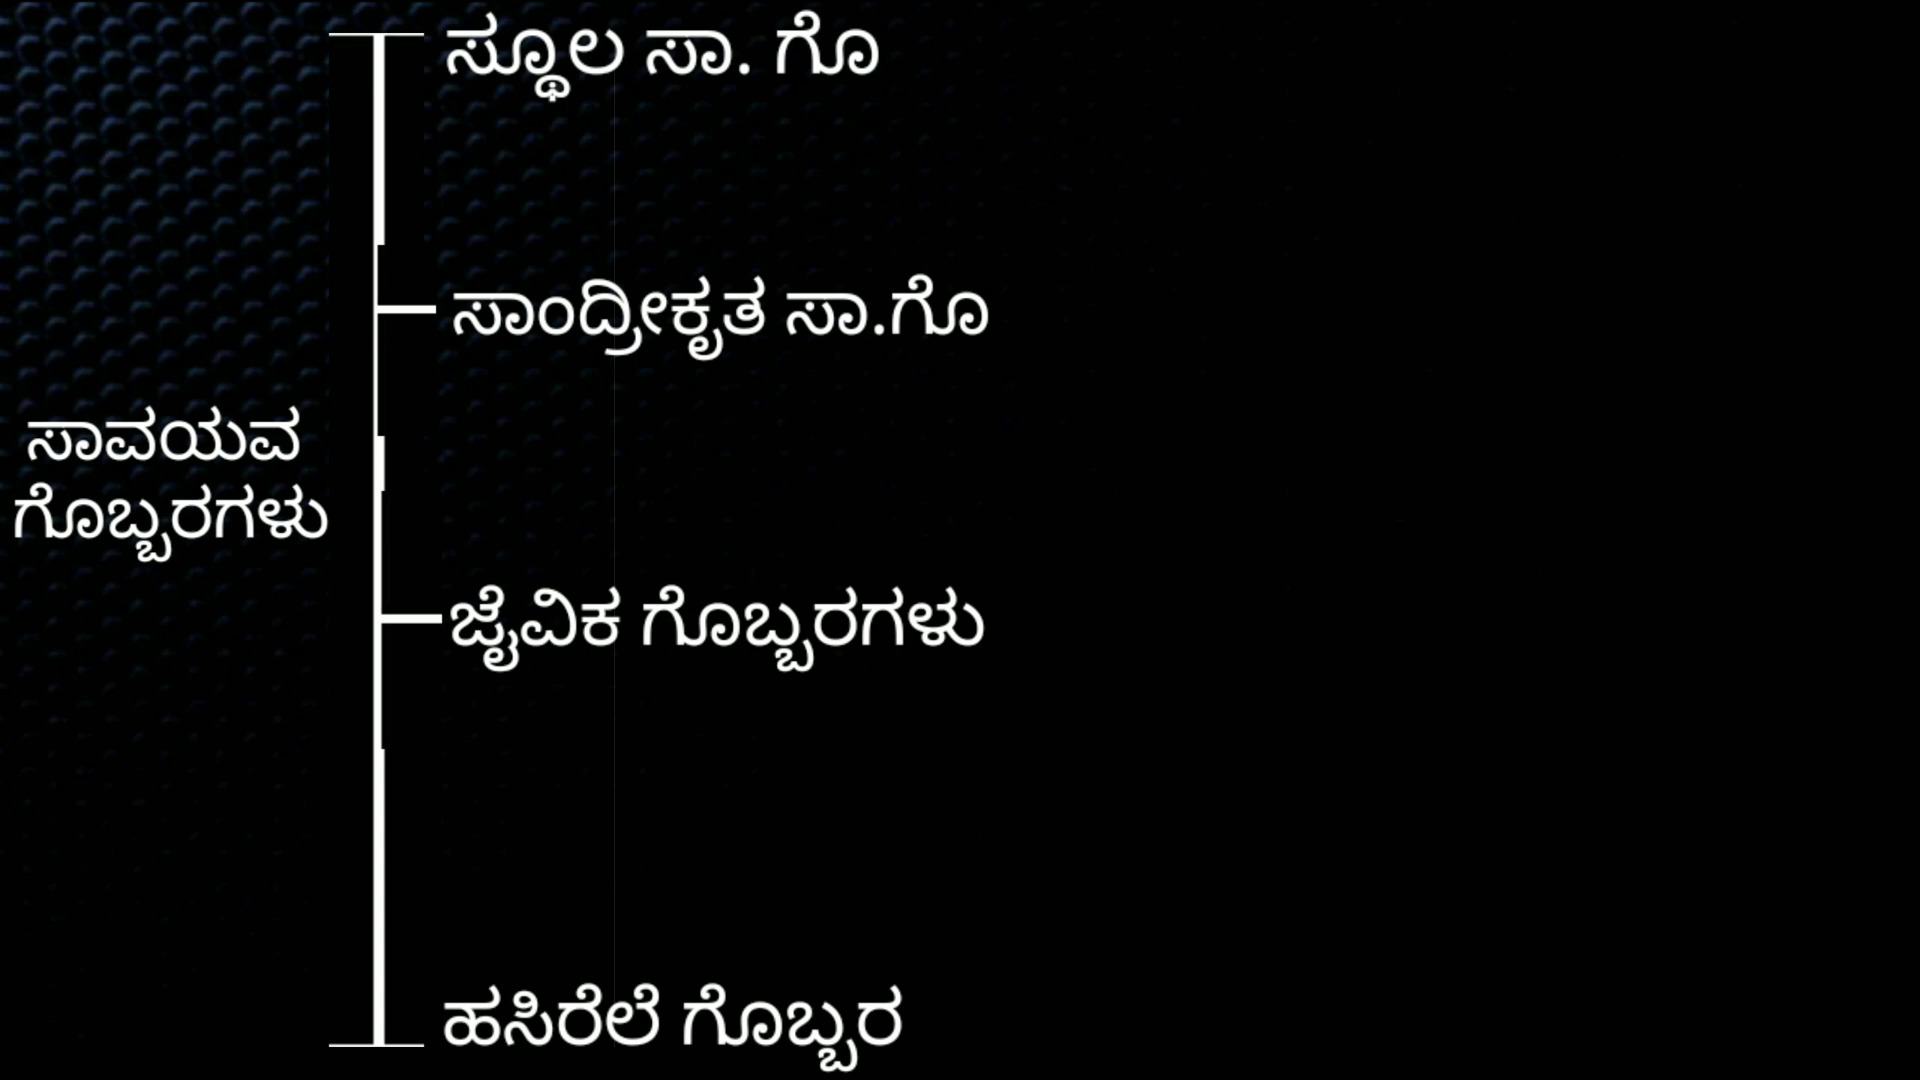 ಸ್ಥೂಲ ಸಾ. ಗೊ
ಸಾಂದ್ರೀಕೃತ ಸಾ.ಗೊ
ಸಾವಯವ
ಗೊಬ್ಬರಗಳು
ಜೈವಿಕ ಗೊಬ್ಬರಗಳು
ಹಸಿರೆಲೆ ಗೊಬ್ಬರ